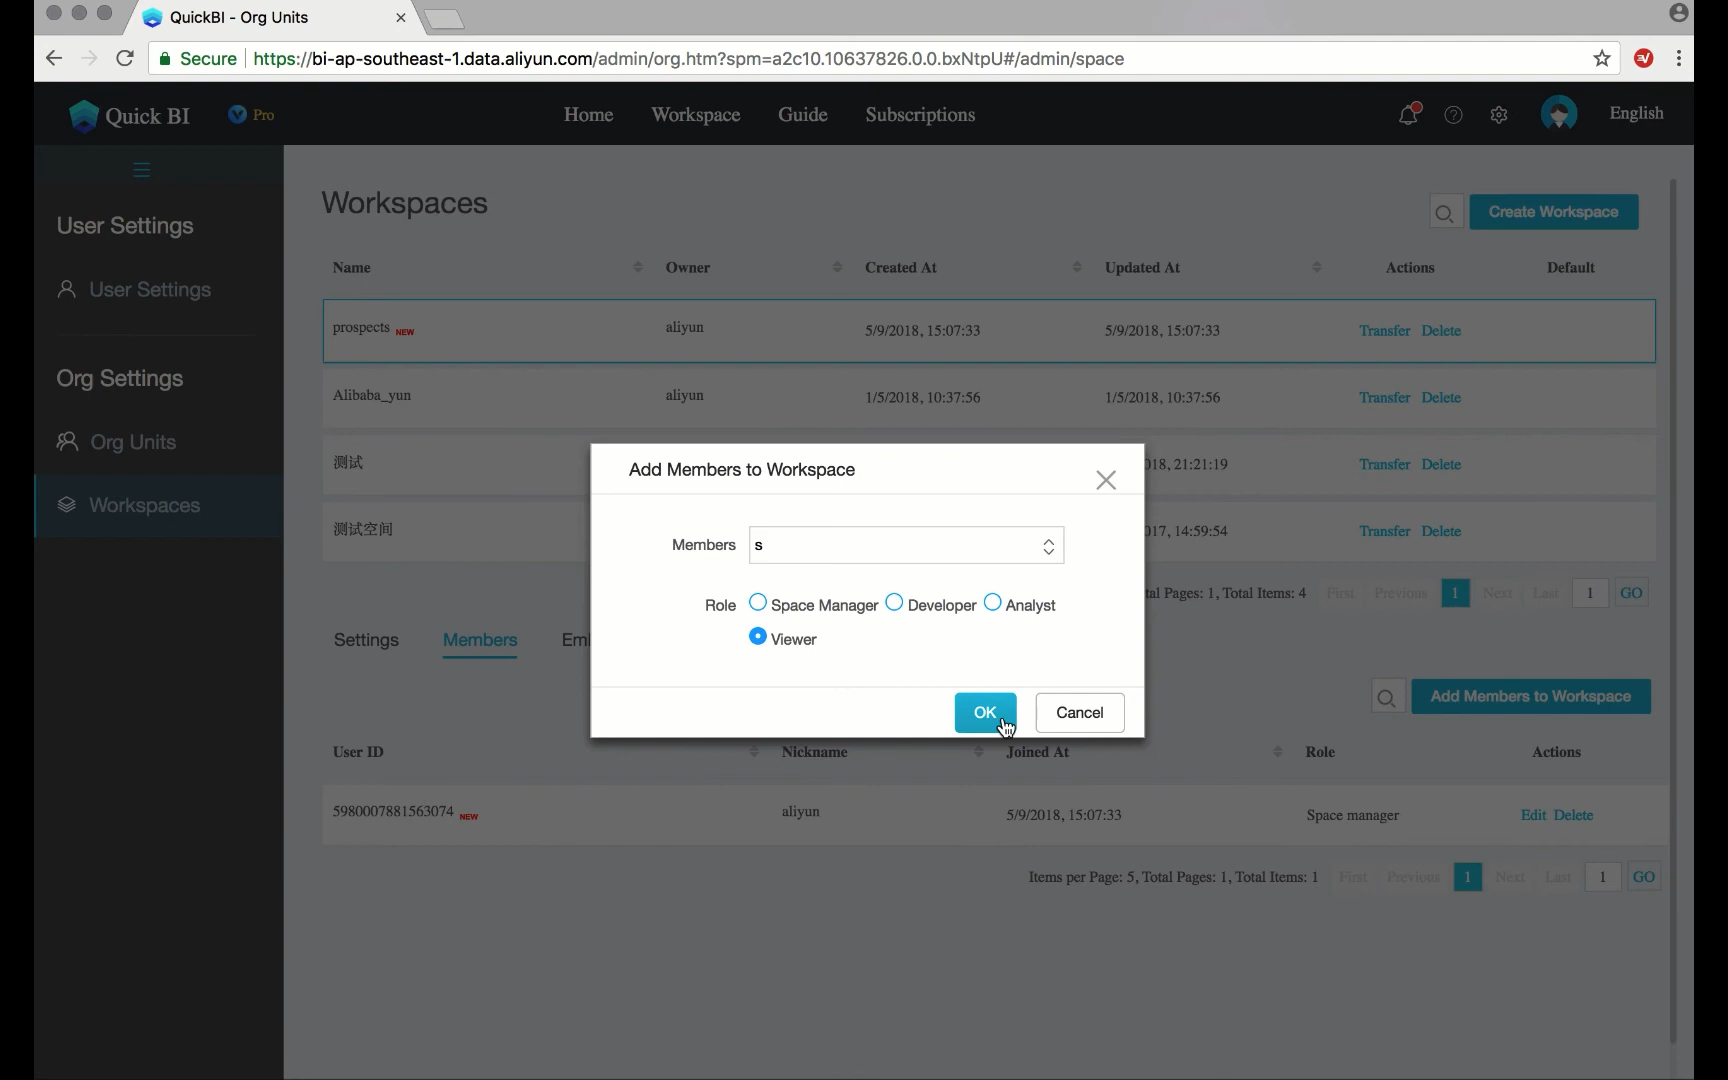 QuickBI - Org Units
Secure https://bi-ap-southeast-1.data.aliyun.com/admin/org.htm?spm=a2c10.10637826.0.0.bxNtpU#/admin/space
Quick BI Pro Home Workspace Guide Subscriptions English
User Settings
User Settings
Org Settings
Org Units
Workspaces
Workspaces
Create Workspace
Name Owner Created At Updated At Actions Default
prospects NEW aliyun 5/9/2018, 15:07:33 5/9/2018, 15:07:33 Transfer Delete
Alibaba_yun aliyun 1/5/2018, 10:37:56 1/5/2018, 10:37:56 Transfer Delete
测试 018, 21:21:19 Transfer Delete
测试空间 017, 14:59:54 Transfer Delete
tal Pages: 1, Total Items: 4 First Previous 1 Next Last 1 GO
Add Members to Workspace
Members s
Role Space Manager Developer Analyst
Viewer
OK Cancel
Settings Members Em
Add Members to Workspace
User ID Nickname Joined At Role Actions
5980007881563074 NEW aliyun 5/9/2018, 15:07:33 Space manager Edit Delete
Items per Page: 5, Total Pages: 1, Total Items: 1 First Previous 1 Next Last 1 GO